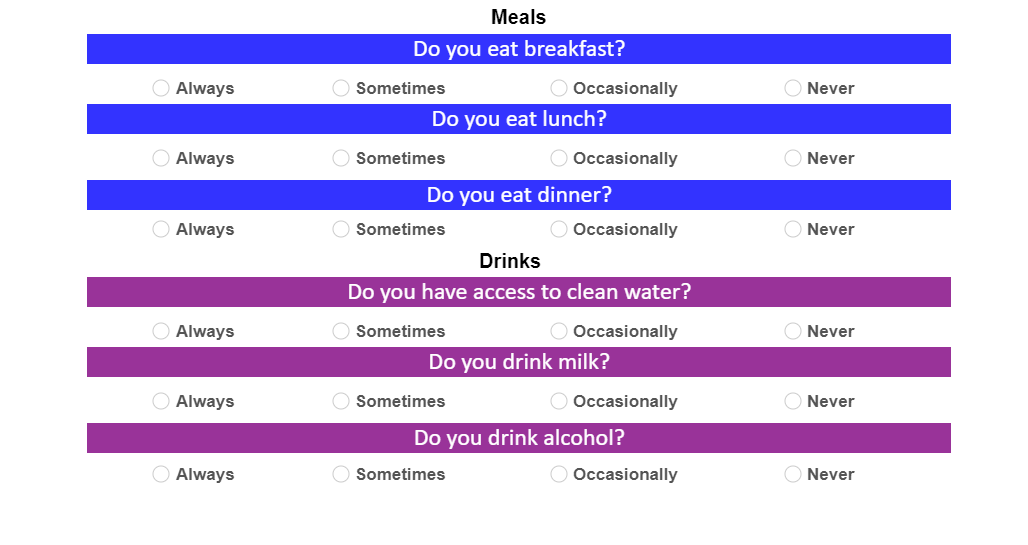 Meals
Do you eat breakfast?
Always Sometimes Occasionally Never
Do you eat lunch?
Always Sometimes Occasionally Never
Do you eat dinner?
Always Sometimes Occasionally Never
Drinks
Do you have access to clean water?
Always Sometimes Occasionally Never
Do you drink milk?
Always Sometimes Occasionally Never
Do you drink alcohol?
Always Sometimes Occasionally Never